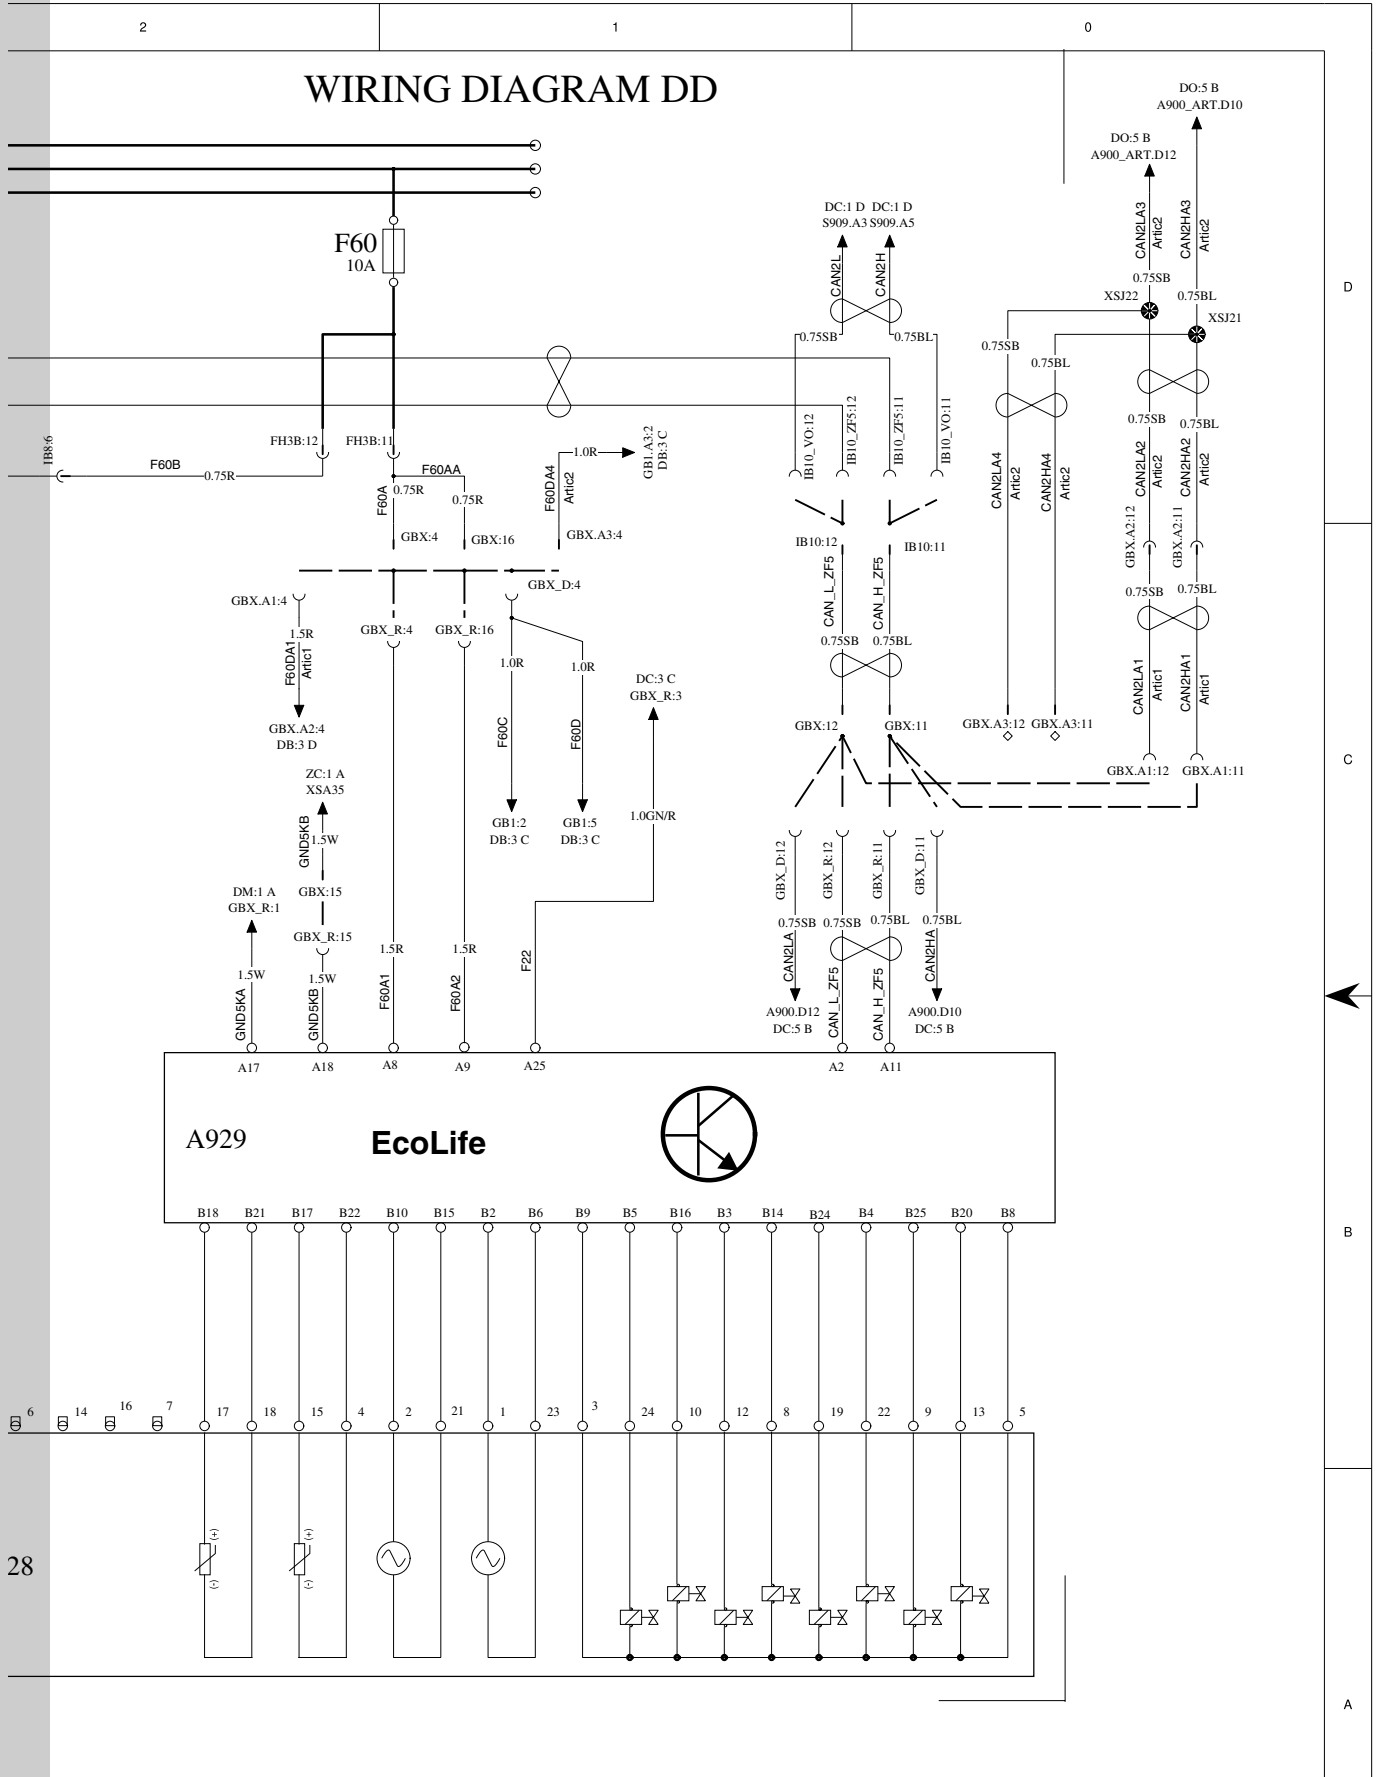 2 1 0
WIRING DIAGRAM DD
DO:5 B
A900_ART.D10
DO:5 B
A900_ART.D12
CAN2LA3
Artic2
CAN2HA3
Artic2
DC:1 D DC:1 D
S909.A3 S909.A5
CAN2L CAN2H
F60
10A
0.75SB
XSJ22 0.75BL
XSJ21
D
0.75SB 0.75BL
0.75SB
0.75BL
IB10_VO:12
IB10_ZF5:12
IB10_ZF5:11
IB10_VO:11
0.75SB
0.75BL
CAN2LA4
Artic2
CAN2HA4
Artic2
CAN2LA2
Artic2
CAN2HA2
Artic2
IB8:6
FH3B:12 FH3B:11
F60B
0.75R
F60AA
F60A
0.75R
0.75R
F60DA4
Artic2
1.0R
GB1.A3:2
DB:3 C
GBX:4 GBX:16 GBX.A3:4
IB10:12 IB10:11
GBX.A2:12
GBX.A2:11
GBX_D:4
GBX.A1:4
CAN_L_ZF5
CAN_H_ZF5
0.75SB 0.75BL
GBX_R:4 GBX_R:16
1.5R
F60DA1
Artic1
0.75SB 0.75BL
1.0R 1.0R
CAN2LA1
Artic1
CAN2HA1
Artic1
DC:3 C
GBX_R:3
GBX.A2:4
DB:3 D
F60C F60D
GBX:12 GBX:11
GBX.A3:12 GBX.A3:11
C
GBX.A1:12 GBX.A1:11
ZC:1 A
XSA35
GB1:2
DB:3 C
GB1:5
DB:3 C
1.0GN/R
GND5KB
1.5W
GBX_D:12
GBX_R:12
GBX_R:11
GBX_D:11
DM:1 A
GBX_R:1
GBX:15
GBX_R:15
0.75SB 0.75SB 0.75BL 0.75BL
CAN2LA
CAN2HA
1.5R 1.5R
1.5W 1.5W
GND5KA
GND5KB
F60A1
F60A2
F22
CAN_L_ZF5
CAN_H_ZF5
A900.D12
DC:5 B
A900.D10
DC:5 B
A17 A18 A8 A9 A25 A2 A11
A929
EcoLife
B18 B21 B17 B22 B10 B15 B2 B6 B9 B5 B16 B3 B14 B24 B4 B25 B20 B8
B
6 14 16 7 17 18 15 4 2 21 1 23 3 24 10 12 8 19 22 9 13 5
(+) (+)
28
(-) (-)
A